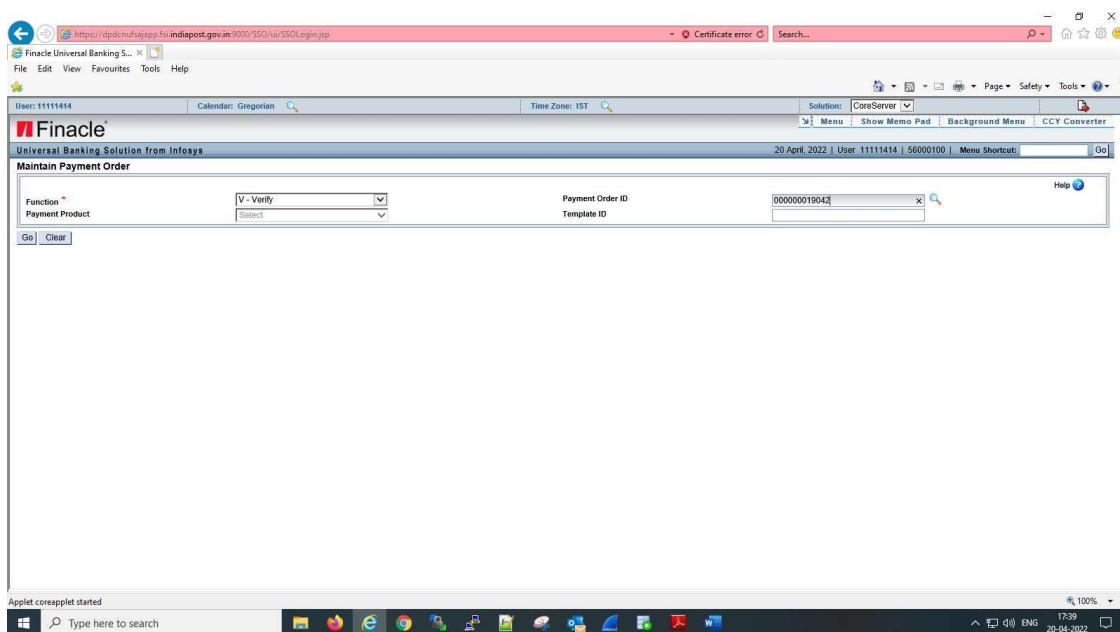 https://dpdcnufsajapp.fsi.indiapost.gov.in:9000/SSO/ui/SSOLogin.jsp Certificate error Search...
Finacle Universal Banking S...
File Edit View Favourites Tools Help
Page Safety Tools
User: 11111414 Calendar: Gregorian Time Zone: IST Solution: CoreServer
Finacle Menu Show Memo Pad Background Menu CCY Converter
Universal Banking Solution from Infosys 20 April, 2022 | User 11111414 | 56000100 | Menu Shortcut: Go
Maintain Payment Order
Help
Function * V - Verify Payment Order ID 000000019042
Payment Product Select Template ID
Go Clear
Applet coreapplet started 100%
Type here to search ENG 17:39
20-04-2022